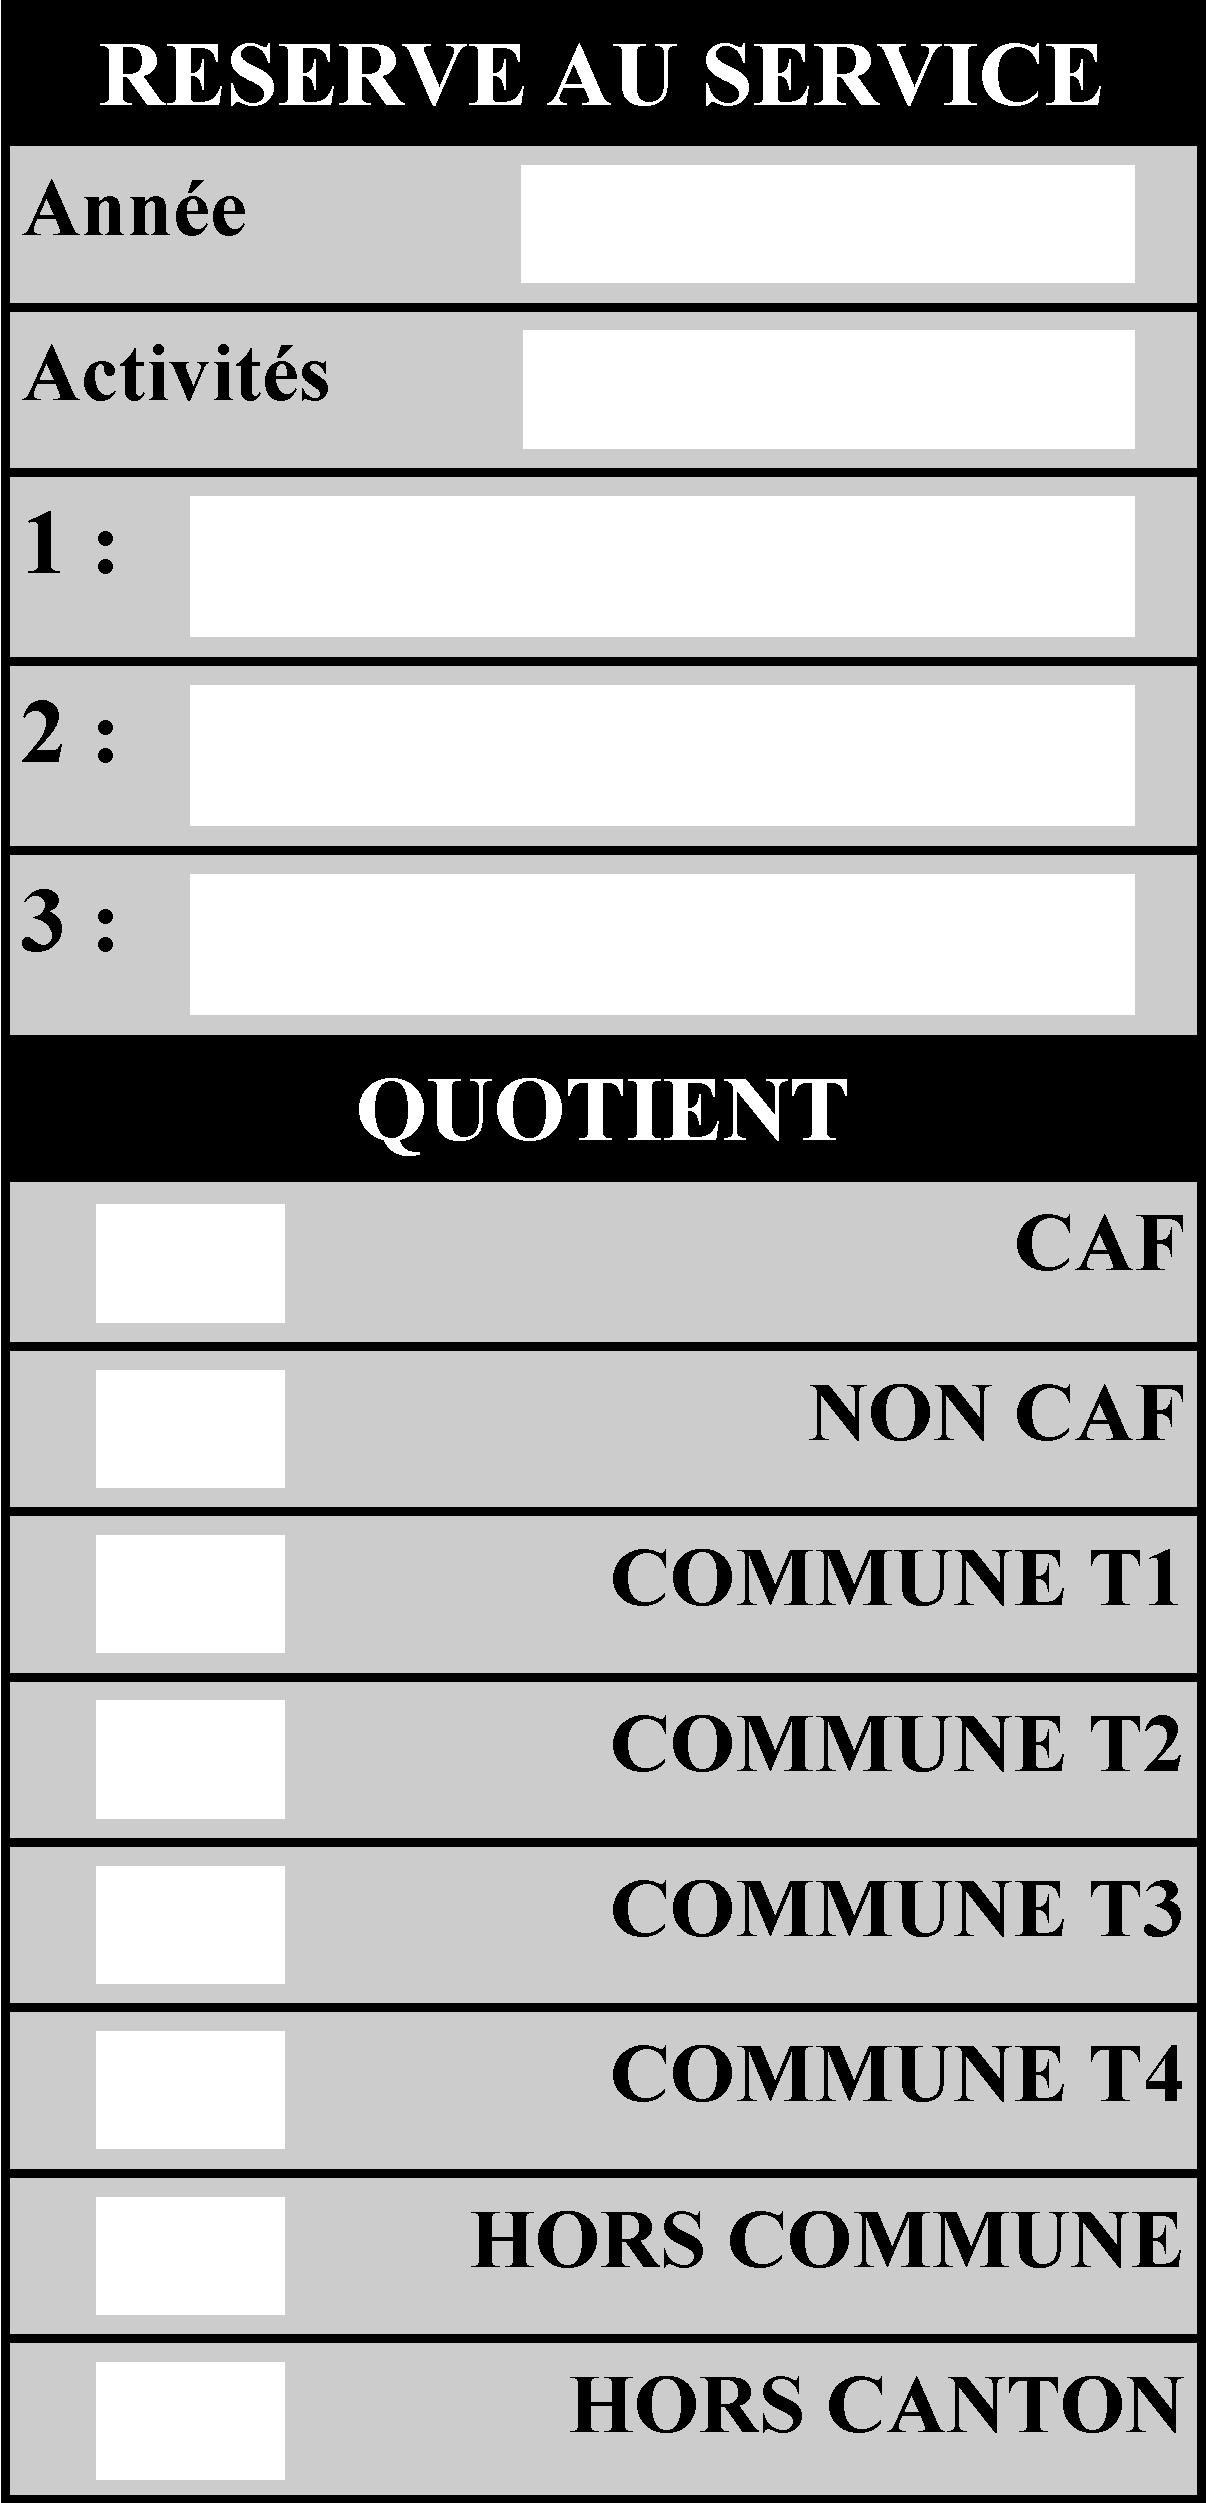 RESERVE AU SERVICE
Année
Activités
1 :
2 :
3 :
QUOTIENT
CAF
NON CAF
COMMUNE T1
COMMUNE T2
COMMUNE T3
COMMUNE T4
HORS COMMUNE
HORS CANTON